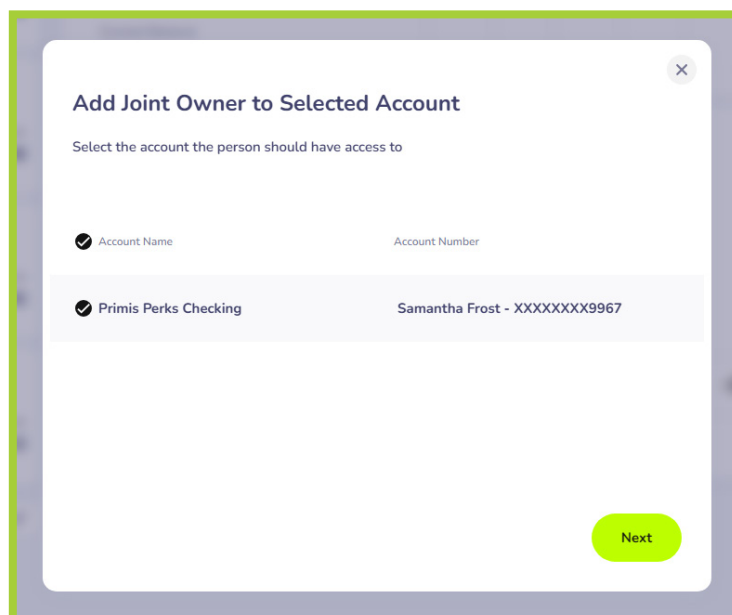 Add Joint Owner to Selected Account
Select the account the person should have access to
Account Name Account Number
Primis Perks Checking Samantha Frost - XXXXXXXX9967
Next